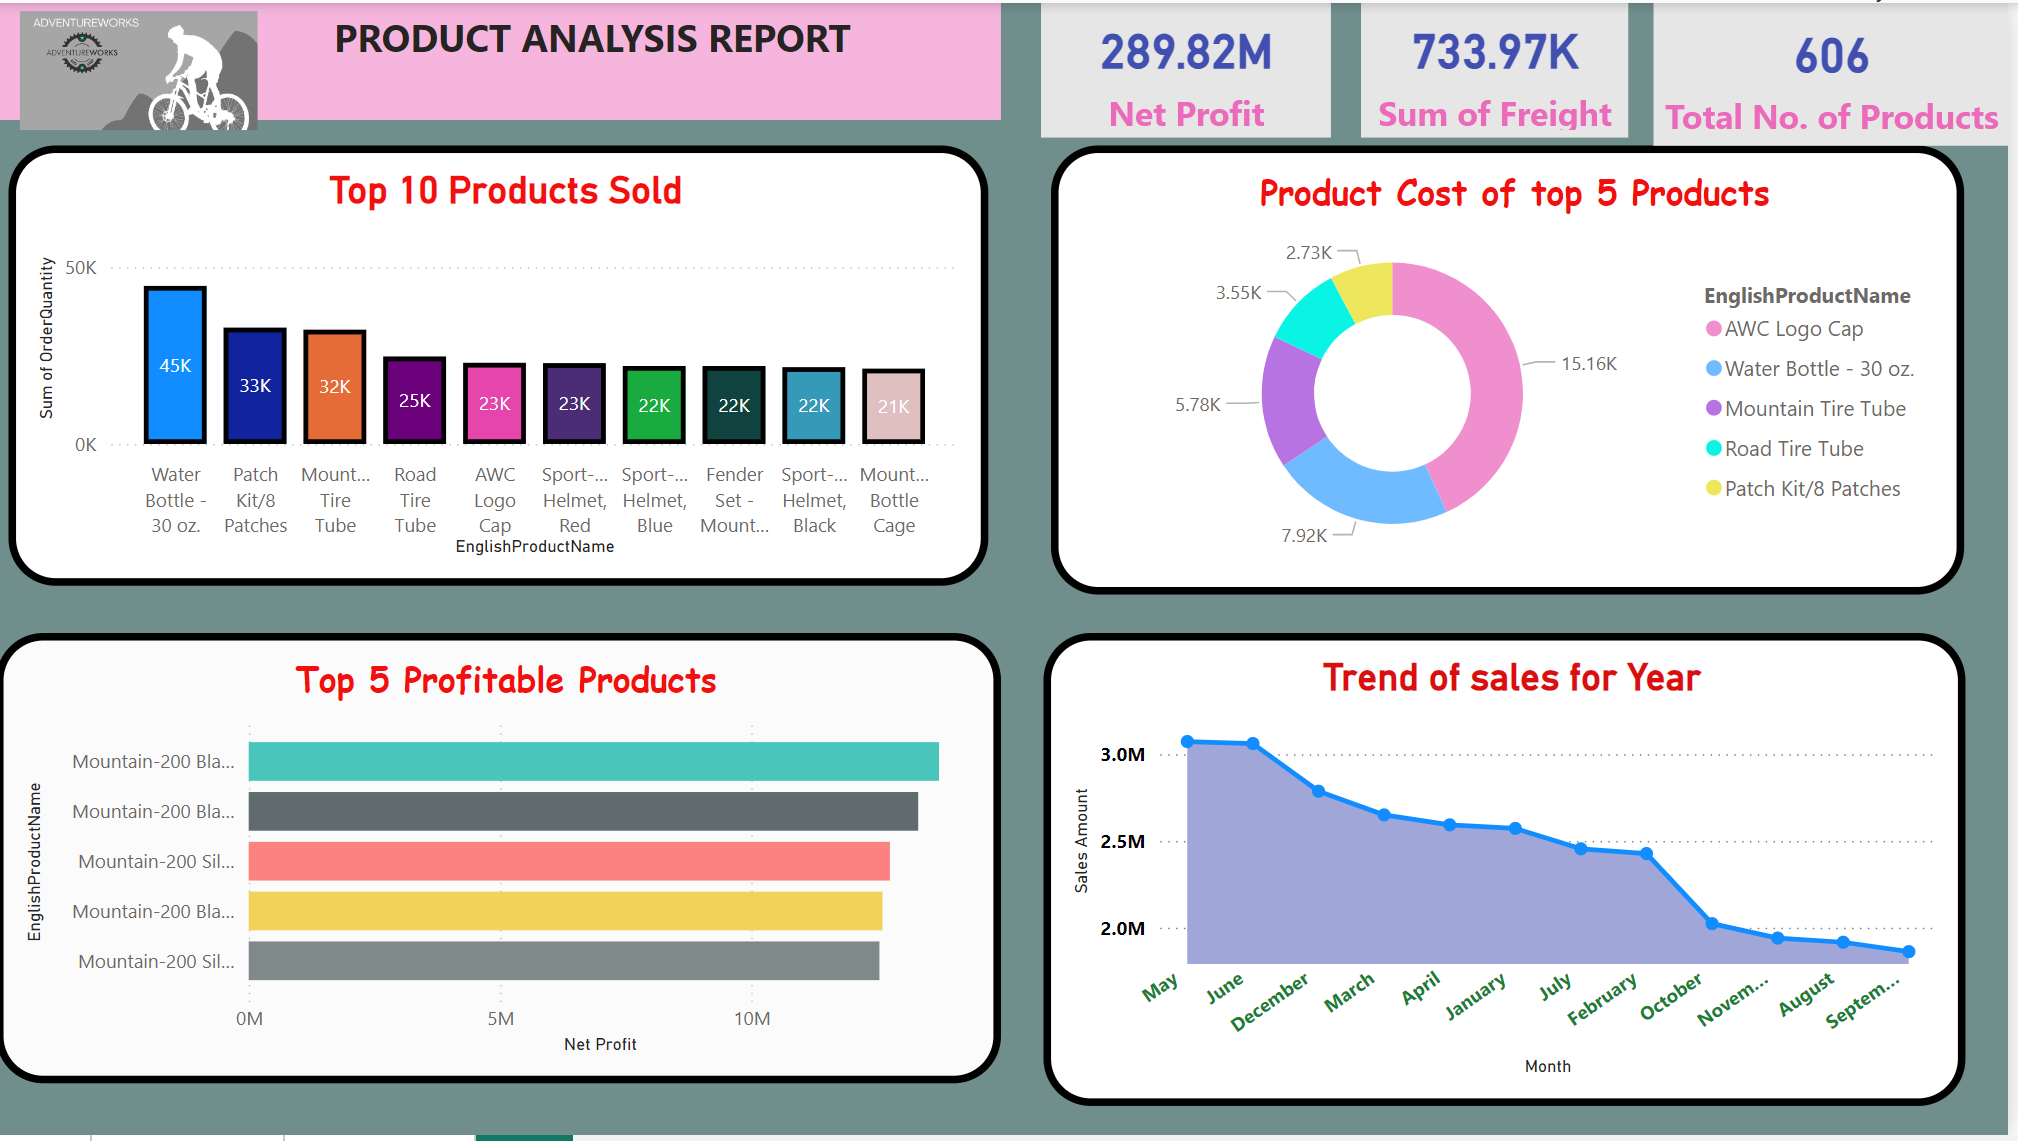 ADVENTUREWORKS
ADVENTUREWORKS
PRODUCT ANALYSIS REPORT
289.82M
Net Profit
733.97K
Sum of Freight
606
Total No. of Products
Top 10 Products Sold
Sum of OrderQuantity
50K
0K
45K
33K
32K
25K
23K
23K
22K
22K
22K
21K
Water
Bottle -
30 oz.
Patch
Kit/8
Patches
Mount...
Tire
Tube
Road
Tire
Tube
AWC
Logo
Cap
Sport-...
Helmet,
Red
Sport-...
Helmet,
Blue
Fender
Set -
Mount...
Sport-...
Helmet,
Black
Mount...
Bottle
Cage
EnglishProductName
Product Cost of top 5 Products
2.73K
3.55K
5.78K
7.92K
15.16K
EnglishProductName
AWC Logo Cap
Water Bottle - 30 oz.
Mountain Tire Tube
Road Tire Tube
Patch Kit/8 Patches
Top 5 Profitable Products
EnglishProductName
Mountain-200 Bla...
Mountain-200 Bla...
Mountain-200 Sil...
Mountain-200 Bla...
Mountain-200 Sil...
0M
5M
10M
Net Profit
Trend of sales for Year
Sales Amount
3.0M
2.5M
2.0M
May
June
December
March
April
January
July
February
October
Novem...
August
Septem...
Month